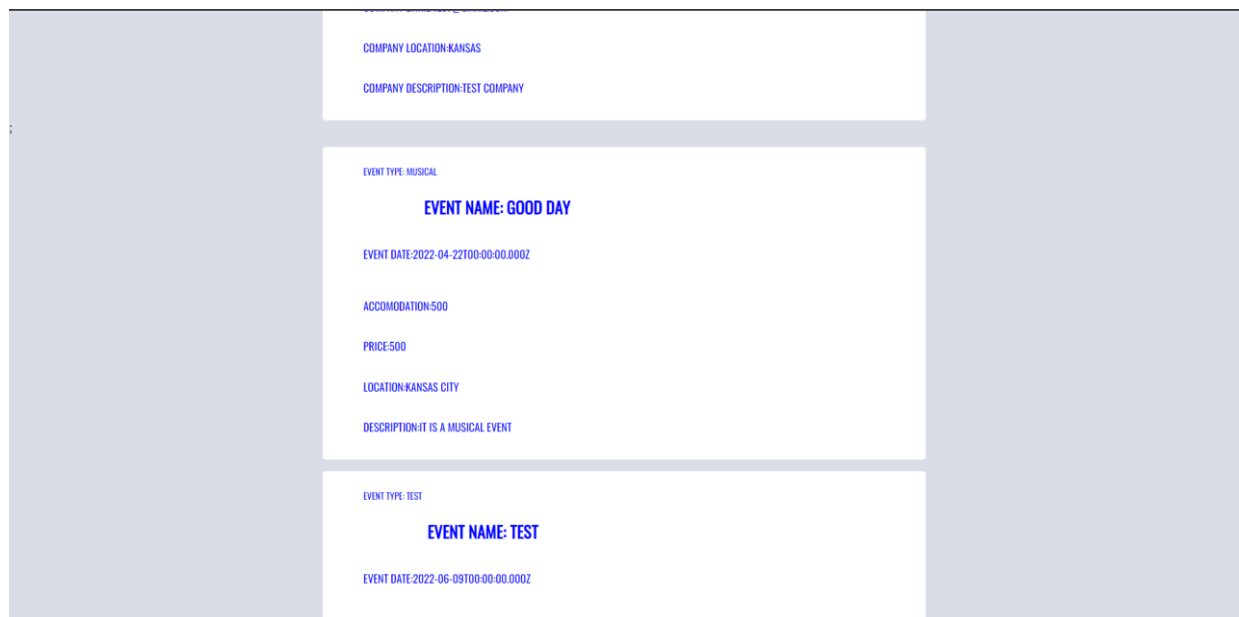 COMPANY LOCATION:KANSAS
COMPANY DESCRIPTION:TEST COMPANY
;
EVENT TYPE: MUSICAL
EVENT NAME: GOOD DAY
EVENT DATE:2022-04-22T00:00:00.000Z
ACCOMODATION:500
PRICE:500
LOCATION:KANSAS CITY
DESCRIPTION:IT IS A MUSICAL EVENT
EVENT TYPE: TEST
EVENT NAME: TEST
EVENT DATE:2022-06-09T00:00:00.000Z